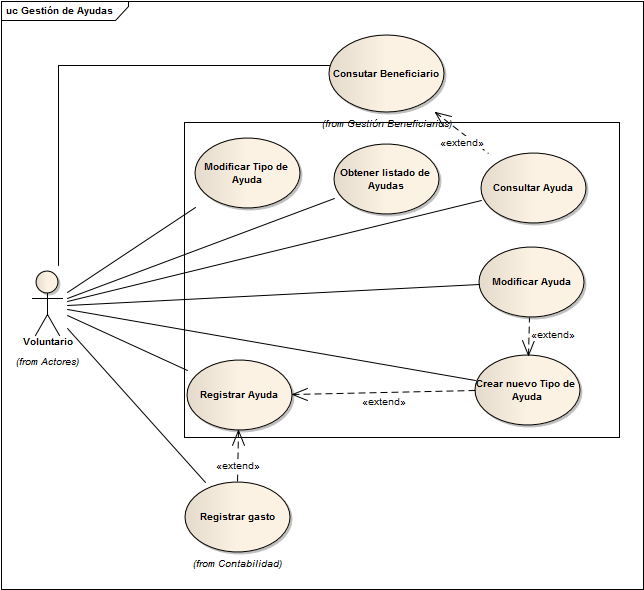 uc Gestión de Ayudas
Consutar Beneficiario
(from Gestión Beneficiarios)
«extend»
Modificar Tipo de
Ayuda
Obtener listado de
Ayudas
Consultar Ayuda
Modificar Ayuda
«extend»
Voluntario
(from Actores)
Registrar Ayuda
«extend»
Crear nuevo Tipo de
Ayuda
«extend»
Registrar gasto
(from Contabilidad)